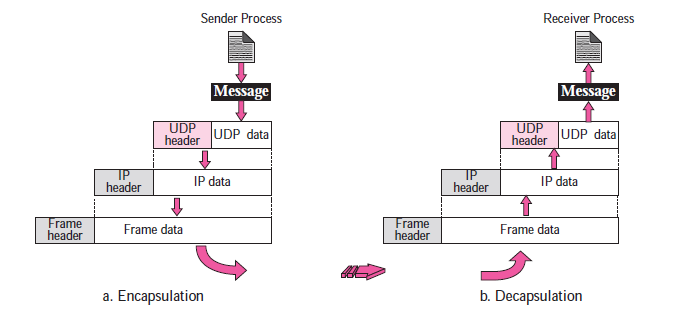 Sender Process
Message
UDP
header
UDP data
IP
header
IP data
Frame
header
Frame data
a. Encapsulation
Receiver Process
Message
UDP
header
UDP data
IP
header
IP data
Frame
header
Frame data
b. Decapsulation